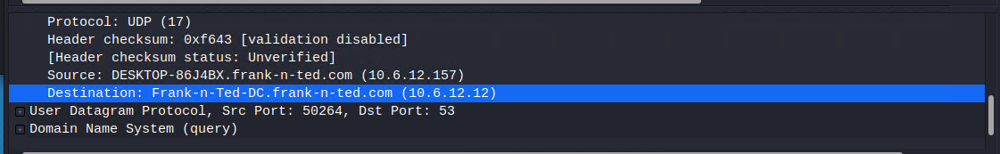 Protocol: UDP (17)
Header checksum: 0xf643 [validation disabled]
[Header checksum status: Unverified]
Source: DESKTOP-86J4BX.frank-n-ted.com (10.6.12.157)
Destination: Frank-n-Ted-DC.frank-n-ted.com (10.6.12.12)
User Datagram Protocol, Src Port: 50264, Dst Port: 53
Domain Name System (query)